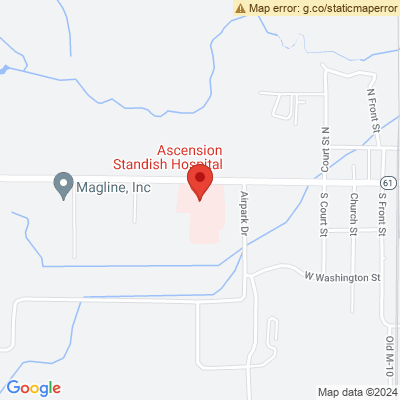 Map error: g.co/staticmaperror
N Front St
Ascension
Standish Hospital
N Court St
Magline, Inc
61
Airpark Dr
S Court St
Church St
S Front St
W Washington St
Old M-10
Google
Map data ©2024